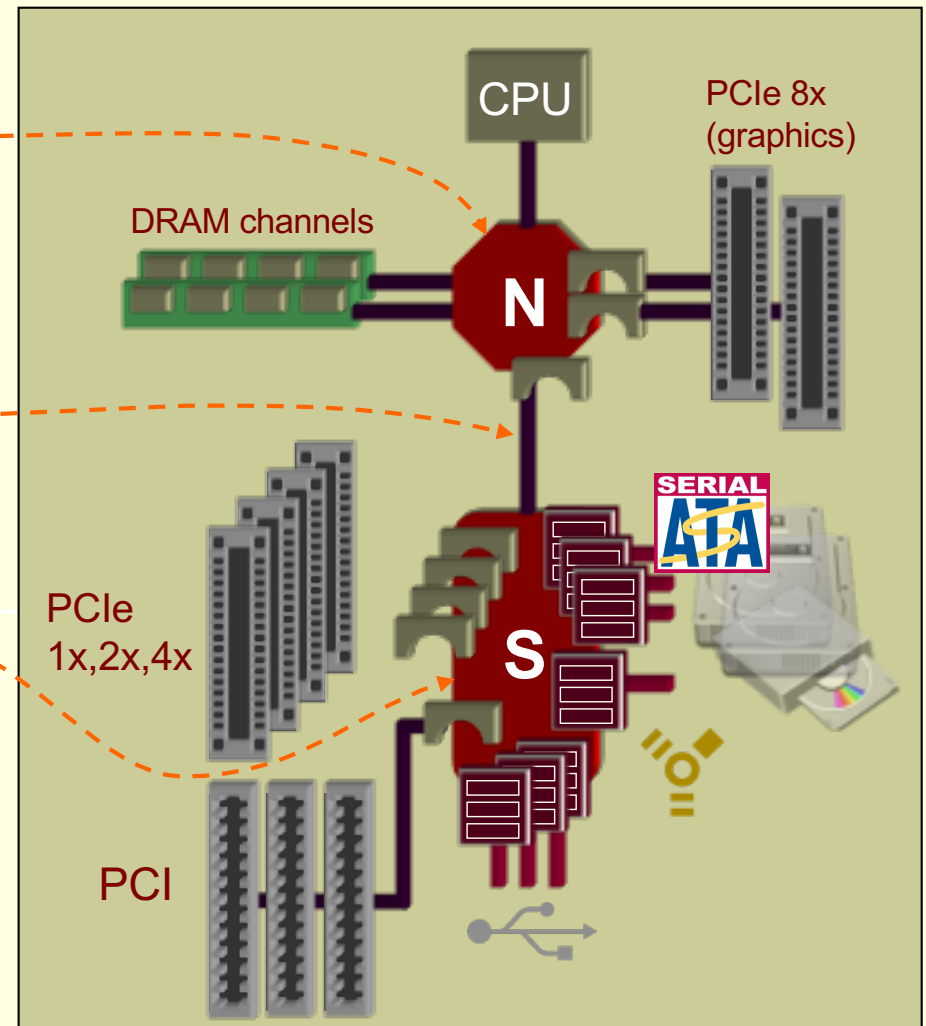 CPU
PCIe 8x
(graphics)
DRAM channels
N
SERIAL
ATA
PCIe
1x,2x,4x
S
PCI